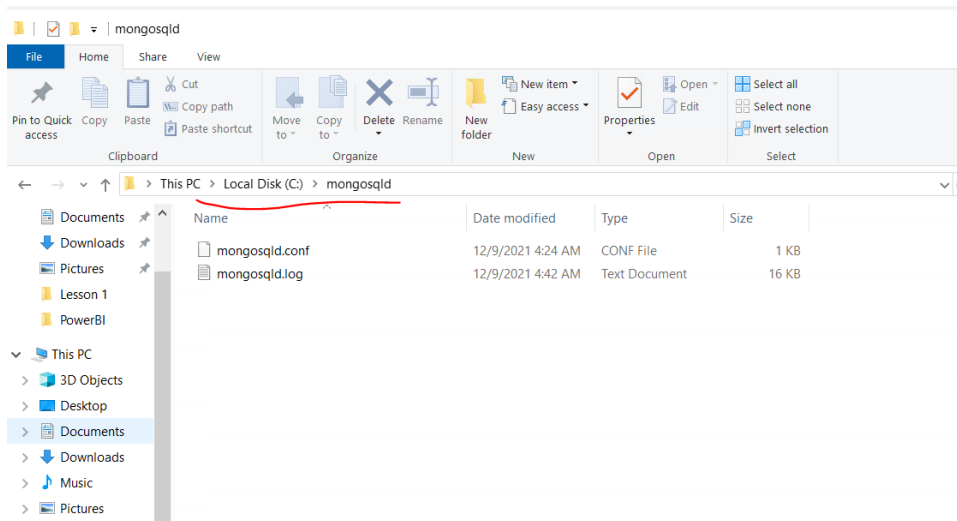 mongosqld
File Home Share View
Pin to Quick access
Copy
Paste
Cut
Copy path
Paste shortcut
Clipboard
Move to
Copy to
Delete
Rename
Organize
New folder
New item
Easy access
New
Properties
Open
Edit
Open
Select all
Select none
Invert selection
Select
This PC > Local Disk (C:) > mongosqld
Documents
Downloads
Pictures
Lesson 1
PowerBI
This PC
3D Objects
Desktop
Documents
Downloads
Music
Pictures
Name Date modified Type Size
mongosqld.conf 12/9/2021 4:24 AM CONF File 1 KB
mongosqld.log 12/9/2021 4:42 AM Text Document 16 KB